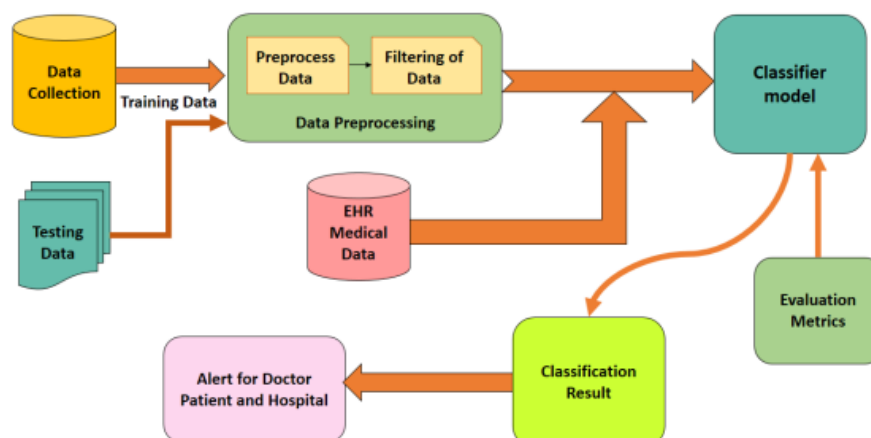 Data
Collection
Training Data
Preprocess
Data
Filtering of
Data
Data Preprocessing
Classifier
model
Testing
Data
EHR
Medical
Data
Evaluation
Metrics
Classification
Result
Alert for Doctor
Patient and Hospital